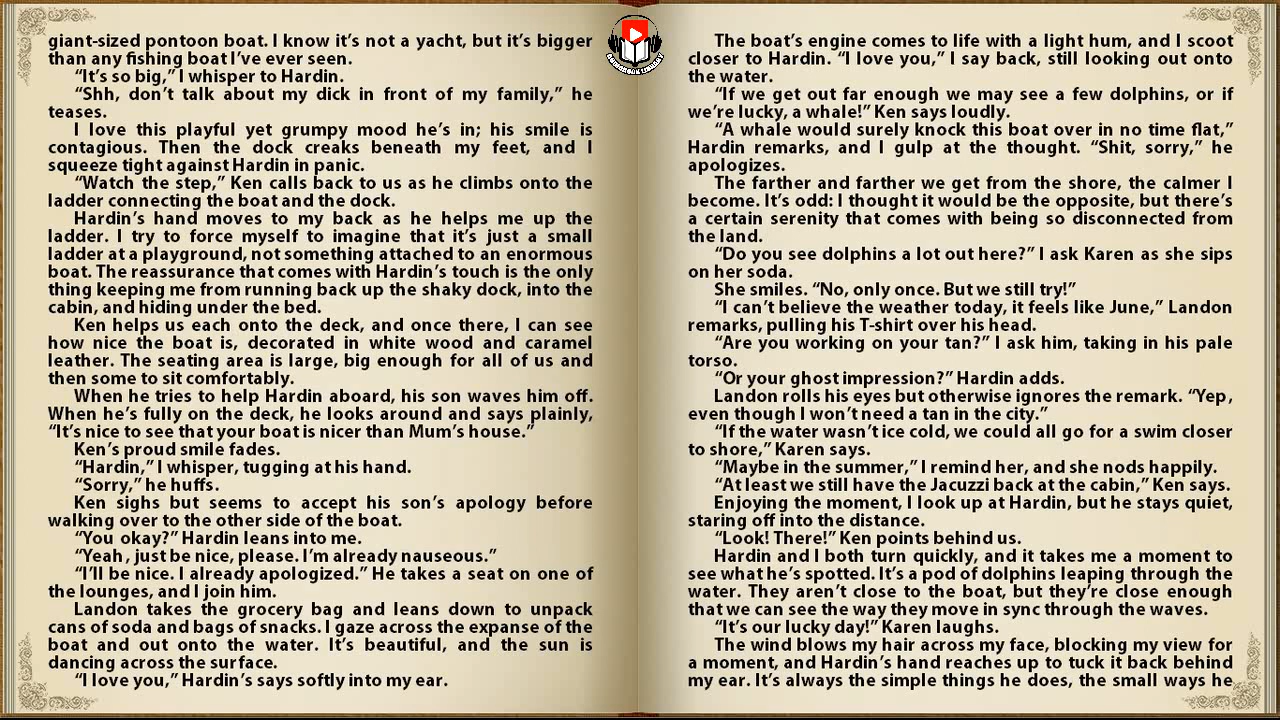 giant-sized pontoon boat. I know it's not a yacht, but it's bigger
than any fishing boat I've ever seen.
"It's so big," I whisper to Hardin.
"Shh, don't talk about my dick in front of my family," he
teases.
I love this playful yet grumpy mood he's in; his smile is
contagious. Then the dock creaks beneath my feet, and I
squeeze tight against Hardin in panic.
"Watch the step," Ken calls back to us as he climbs onto the
ladder connecting the boat and the dock.
Hardin's hand moves to my back as he helps me up the
ladder. I try to force myself to imagine that it's just a small
ladder at a playground, not something attached to an enormous
boat. The reassurance that comes with Hardin's touch is the only
thing keeping me from running back up the shaky dock, into the
cabin, and hiding under the bed.
Ken helps us each onto the deck, and once there, I can see
how nice the boat is, decorated in white wood and caramel
leather. The seating area is large, big enough for all of us and
then some to sit comfortably.
When he tries to help Hardin aboard, his son waves him off.
When he's fully on the deck, he looks around and says plainly,
"It's nice to see that your boat is nicer than Mum's house."
Ken's proud smile fades.
"Hardin," I whisper, tugging at his hand.
"Sorry," he huffs.
Ken sighs but seems to accept his son's apology before
walking over to the other side of the boat.
"You okay?" Hardin leans into me.
"Yeah, just be nice, please. I'm already nauseous."
"I'll be nice. I already apologized." He takes a seat on one of
the lounges, and I join him.
Landon takes the grocery bag and leans down to unpack
cans of soda and bags of snacks. I gaze across the expanse of the
boat and out onto the water. It's beautiful, and the sun is
dancing across the surface.
"I love you," Hardin's says softly into my ear.
The boat's engine comes to life with a light hum, and I scoot
closer to Hardin. "I love you," I say back, still looking out onto
the water.
"If we get out far enough we may see a few dolphins, or if
we're lucky, a whale!" Ken says loudly.
"A whale would surely knock this boat over in no time flat,"
Hardin remarks, and I gulp at the thought. "Shit, sorry," he
apologizes.
The farther and farther we get from the shore, the calmer I
become. It's odd: I thought it would be the opposite, but there's
a certain serenity that comes with being so disconnected from
the land.
"Do you see dolphins a lot out here?" I ask Karen as she sips
on her soda.
She smiles. "No, only once. But we still try!"
"I can't believe the weather today, it feels like June," Landon
remarks, pulling his T-shirt over his head.
"Are you working on your tan?" I ask him, taking in his pale
torso.
"Or your ghost impression?" Hardin adds.
Landon rolls his eyes but otherwise ignores the remark. "Yep,
even though I won't need a tan in the city."
"If the water wasn't ice cold, we could all go for a swim closer
to shore," Karen says.
"Maybe in the summer," I remind her, and she nods happily.
"At least we still have the Jacuzzi back at the cabin," Ken says.
Enjoying the moment, I look up at Hardin, but he stays quiet,
staring off into the distance.
"Look! There!" Ken points behind us.
Hardin and I both turn quickly, and it takes me a moment to
see what he's spotted. It's a pod of dolphins leaping through the
water. They aren't close to the boat, but they're close enough
that we can see the way they move in sync through the waves.
"It's our lucky day!" Karen laughs.
The wind blows my hair across my face, blocking my view for
a moment, and Hardin's hand reaches up to tuck it back behind
my ear. It's always the simple things he does, the small ways he